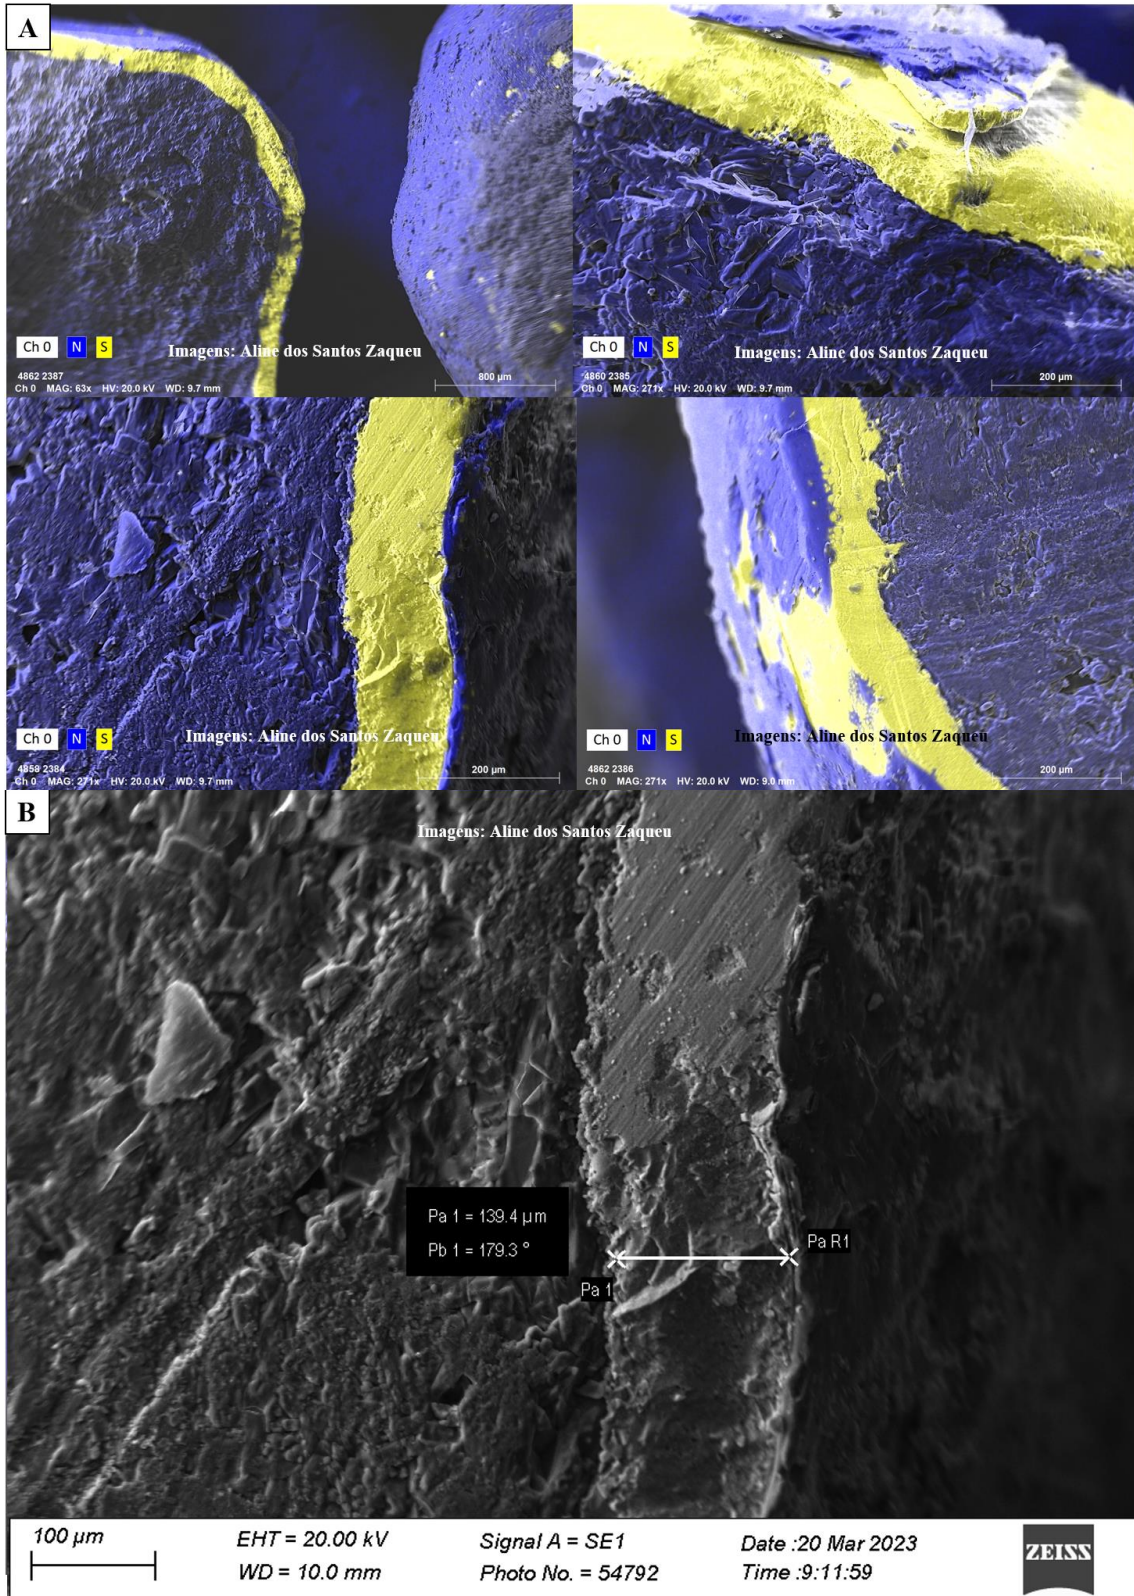 A
Ch 0 N S
Imagens: Aline dos Santos Zaqueu
4862 2387
Ch 0 MAG: 63x HV: 20.0 kV WD: 9.7 mm
800 µm
Ch 0 N S
Imagens: Aline dos Santos Zaqueu
4860 2385
Ch 0 MAG: 271x HV: 20.0 kV WD: 9.7 mm
200 µm
Ch 0 N S
Imagens: Aline dos Santos Zaqueu
4858 2384
Ch 0 MAG: 271x HV: 20.0 kV WD: 9.7 mm
200 µm
Ch 0 N S
Imagens: Aline dos Santos Zaqueu
4862 2386
Ch 0 MAG: 271x HV: 20.0 kV WD: 9.0 mm
200 µm
B
Imagens: Aline dos Santos Zaqueu
Pa 1 = 139.4 µm
Pb 1 = 179.3 °
Pa R1
Pa 1
100 µm
EHT = 20.00 kV
WD = 10.0 mm
Signal A = SE1
Photo No. = 54792
Date :20 Mar 2023
Time :9:11:59
ZEISS